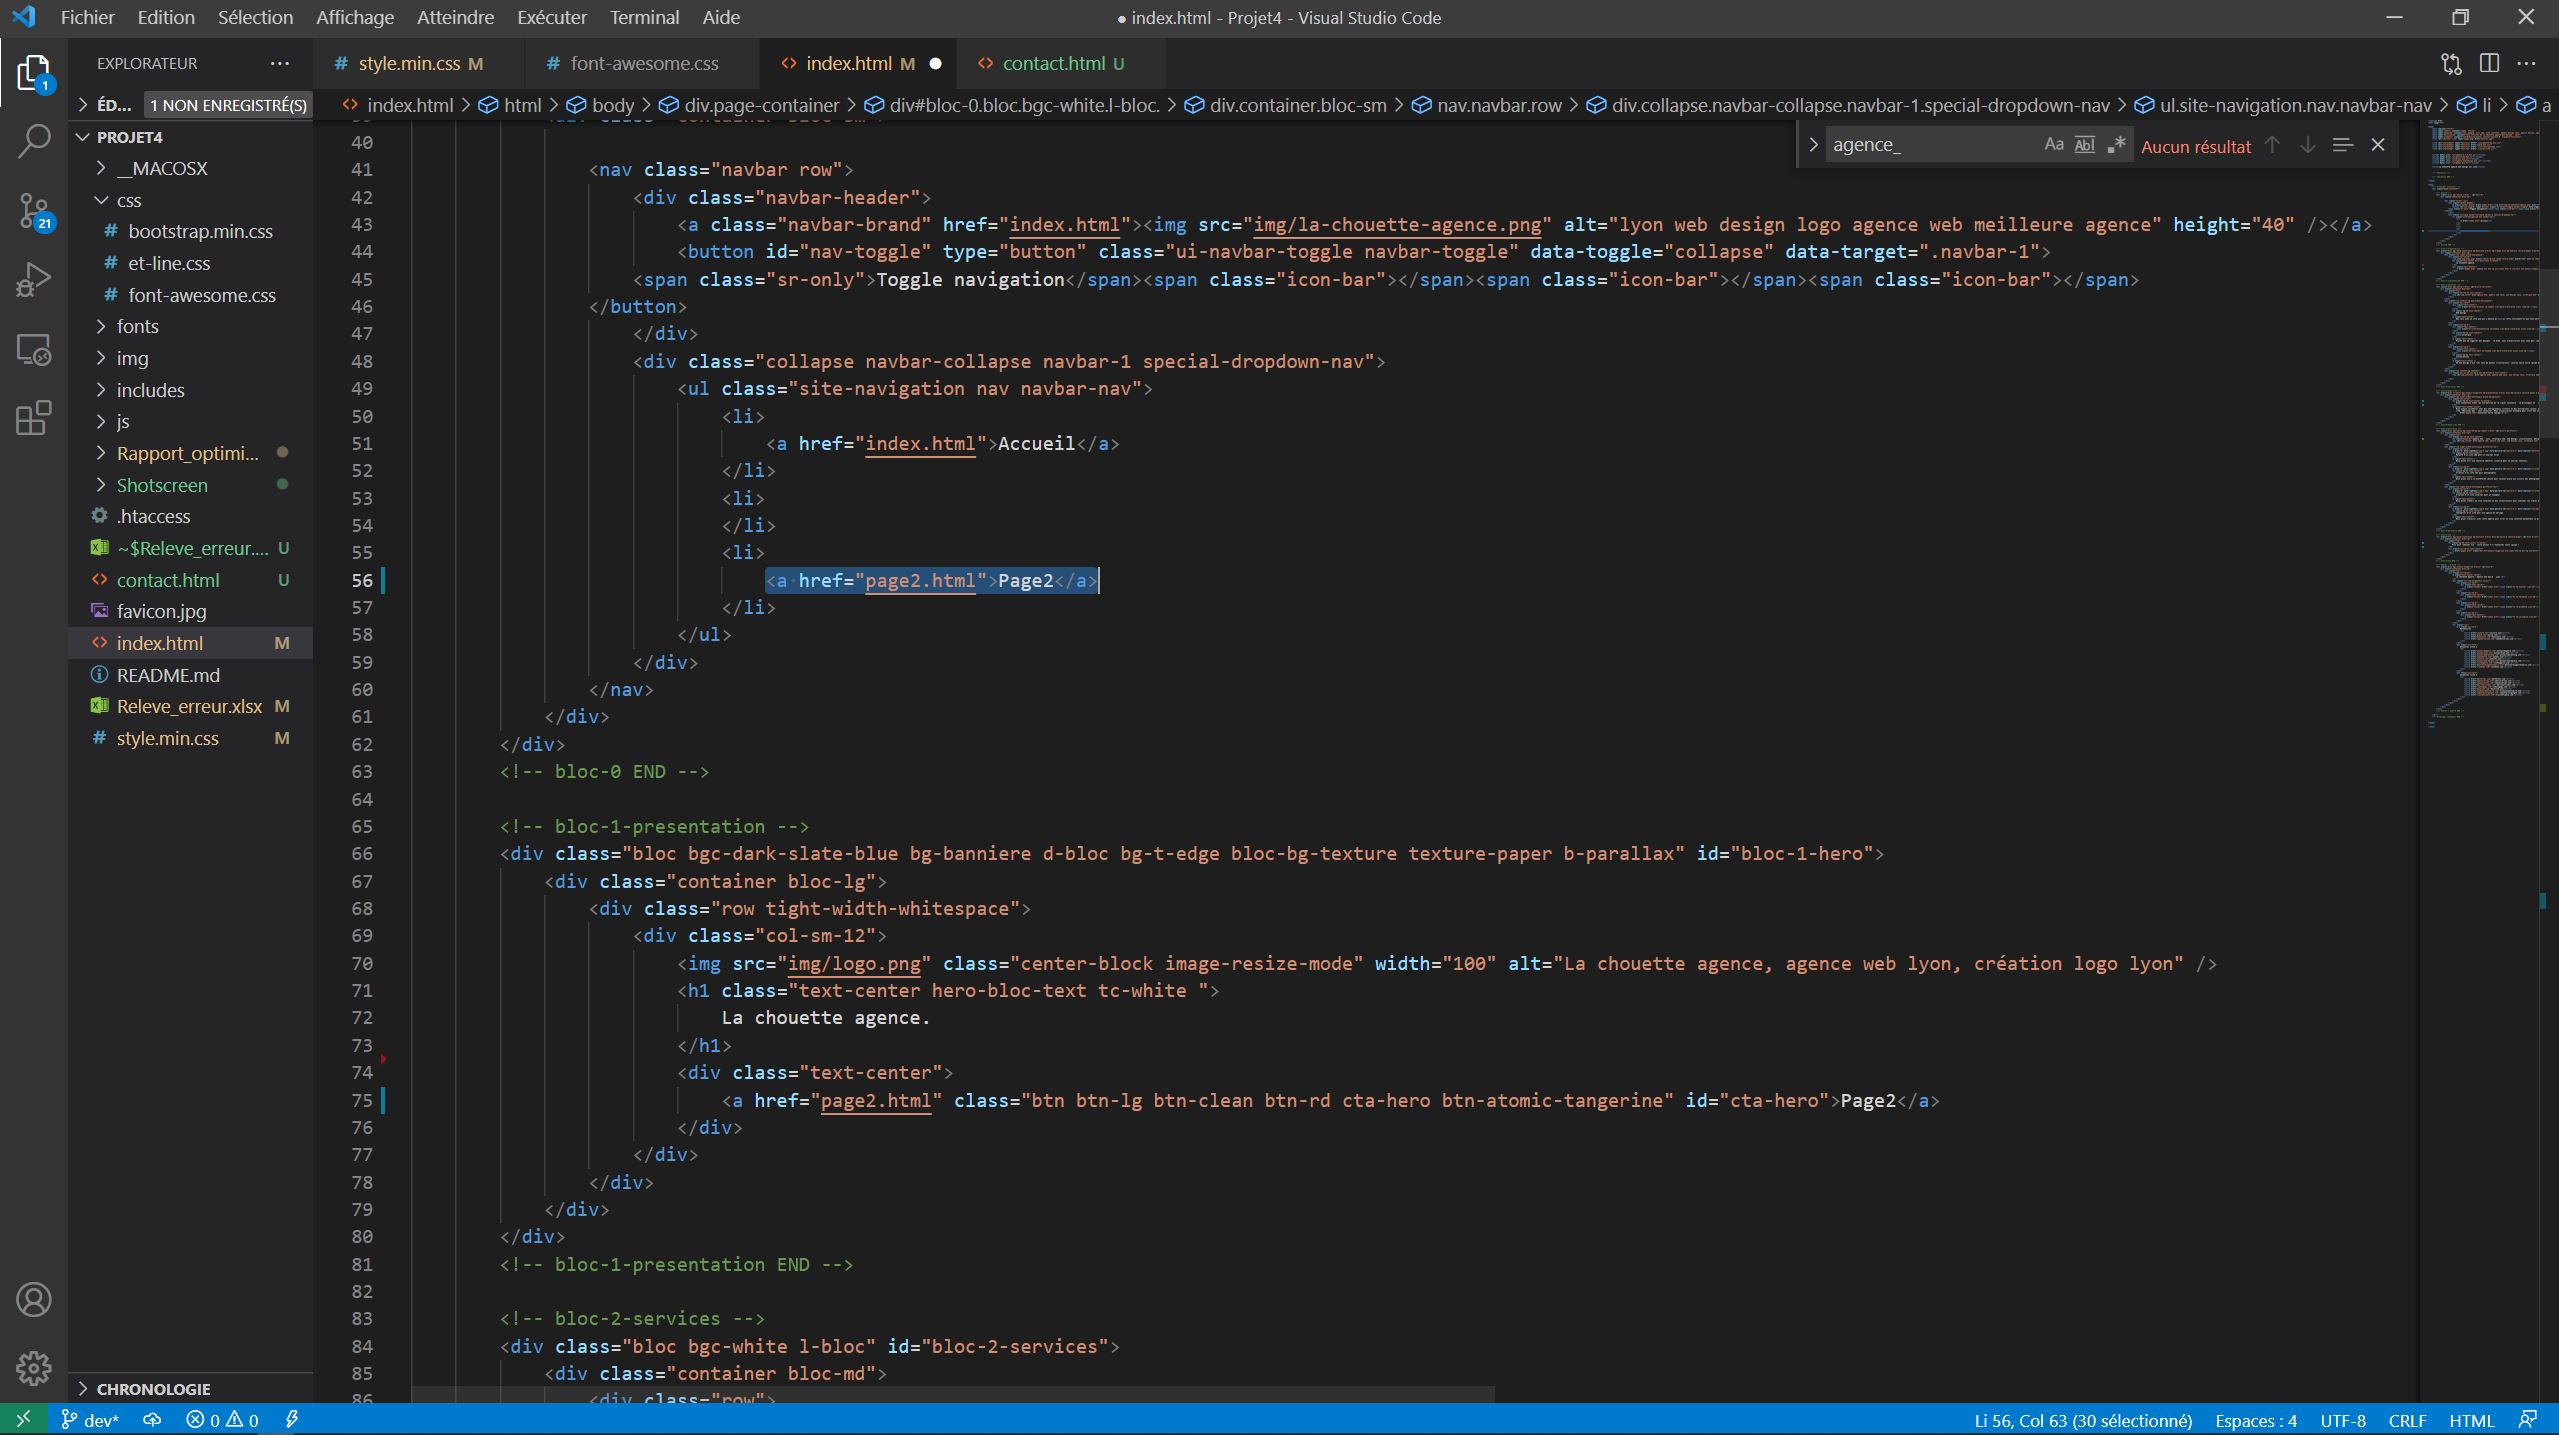 Fichier Edition Sélection Affichage Atteindre Exécuter Terminal Aide
● index.html - Projet4 - Visual Studio Code
EXPLORATEUR ···
ÉD... 1 NON ENREGISTRÉ(S)
PROJET4
__MACOSX
css
# bootstrap.min.css
# et-line.css
# font-awesome.css
fonts
img
includes
js
Rapport_optimi...
Shotscreen
.htaccess
~$Releve_erreur.... U
contact.html U
favicon.jpg
index.html M
README.md
Releve_erreur.xlsx M
# style.min.css M
CHRONOLOGIE
1
21
# style.min.css M
# font-awesome.css
index.html M ●
contact.html U
index.html > html > body > div.page-container > div#bloc-0.bloc.bgc-white.l-bloc. > div.container.bloc-sm > nav.navbar.row > div.collapse.navbar-collapse.navbar-1.special-dropdown-nav > ul.site-navigation.nav.navbar-nav > li > a
agence_ Aa Abl .* Aucun résultat
40
41 <nav class="navbar row">
42 <div class="navbar-header">
43 <a class="navbar-brand" href="index.html"><img src="img/la-chouette-agence.png" alt="lyon web design logo agence web meilleure agence" height="40" /></a>
44 <button id="nav-toggle" type="button" class="ui-navbar-toggle navbar-toggle" data-toggle="collapse" data-target=".navbar-1">
45 <span class="sr-only">Toggle navigation</span><span class="icon-bar"></span><span class="icon-bar"></span><span class="icon-bar"></span>
46 </button>
47 </div>
48 <div class="collapse navbar-collapse navbar-1 special-dropdown-nav">
49 <ul class="site-navigation nav navbar-nav">
50 <li>
51 <a href="index.html">Accueil</a>
52 </li>
53 <li>
54 </li>
55 <li>
56 <a href="page2.html">Page2</a>
57 </li>
58 </ul>
59 </div>
60 </nav>
61 </div>
62 </div>
63 <!-- bloc-0 END -->
64
65 <!-- bloc-1-presentation -->
66 <div class="bloc bgc-dark-slate-blue bg-banniere d-bloc bg-t-edge bloc-bg-texture texture-paper b-parallax" id="bloc-1-hero">
67 <div class="container bloc-lg">
68 <div class="row tight-width-whitespace">
69 <div class="col-sm-12">
70 <img src="img/logo.png" class="center-block image-resize-mode" width="100" alt="La chouette agence, agence web lyon, création logo lyon" />
71 <h1 class="text-center hero-bloc-text tc-white ">
72 La chouette agence.
73 </h1>
74 <div class="text-center">
75 <a href="page2.html" class="btn btn-lg btn-clean btn-rd cta-hero btn-atomic-tangerine" id="cta-hero">Page2</a>
76 </div>
77 </div>
78 </div>
79 </div>
80 </div>
81 <!-- bloc-1-presentation END -->
82
83 <!-- bloc-2-services -->
84 <div class="bloc bgc-white l-bloc" id="bloc-2-services">
85 <div class="container bloc-md">
86 <div class="row">
dev* 0 0 Li 56, Col 63 (30 sélectionné) Espaces : 4 UTF-8 CRLF HTML